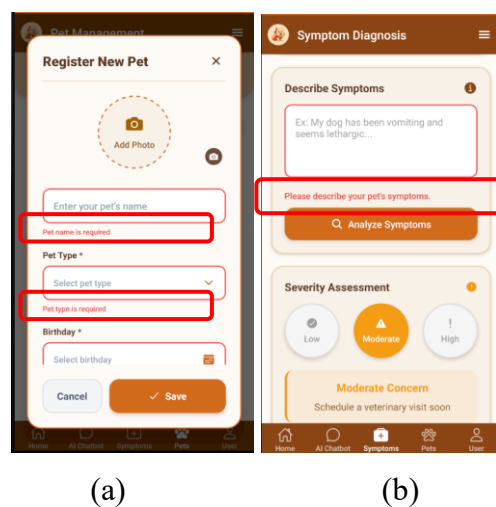 Pet Management
Register New Pet
Add Photo
Enter your pet's name
Pet name is required
Pet Type *
Select pet type
Pet type is required
Birthday *
Select birthday
Cancel
Save
Home AI Chatbot Symptoms Pets User
(a)
Symptom Diagnosis
Describe Symptoms
Ex: My dog has been vomiting and
seems lethargic...
Please describe your pet's symptoms.
Analyze Symptoms
Severity Assessment
Low
Moderate
High
Moderate Concern
Schedule a veterinary visit soon
Home AI Chatbot Symptoms Pets User
(b)